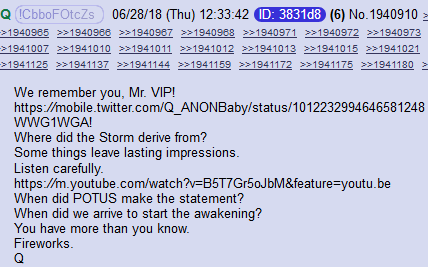 Q !CbboFOtcZs 06/28/18 (Thu) 12:33:42 ID: 3831d8 (6) No.1940910
>>1940965 >>1940966 >>1940967 >>1940968 >>1940971 >>1940972 >>1940973
>>1941007 >>1941010 >>1941011 >>1941012 >>1941013 >>1941015 >>1941021
>>1941125 >>1941137 >>1941144 >>1941159 >>1941172 >>1941175 >>1941180
We remember you, Mr. VIP!
https://mobile.twitter.com/Q_ANONBaby/status/1012232994646581248
WWG1WGA!
Where did the Storm derive from?
Some things leave lasting impressions.
Listen carefully.
https://m.youtube.com/watch?v=B5T7Gr5oJbM&feature=youtu.be
When did POTUS make the statement?
When did we arrive to start the awakening?
You have more than you know.
Fireworks.
Q